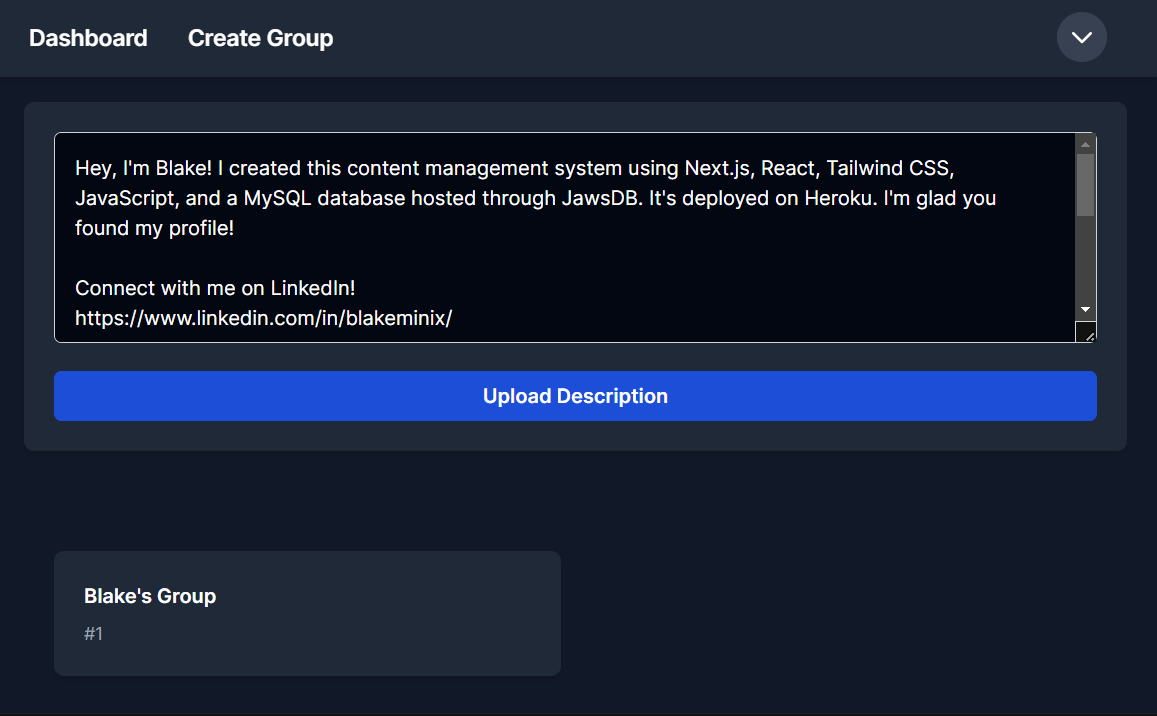 Dashboard Create Group
Hey, I'm Blake! I created this content management system using Next.js, React, Tailwind CSS,
JavaScript, and a MySQL database hosted through JawsDB. It's deployed on Heroku. I'm glad you
found my profile!
Connect with me on LinkedIn!
https://www.linkedin.com/in/blakeminix/
Upload Description
Blake's Group
#1